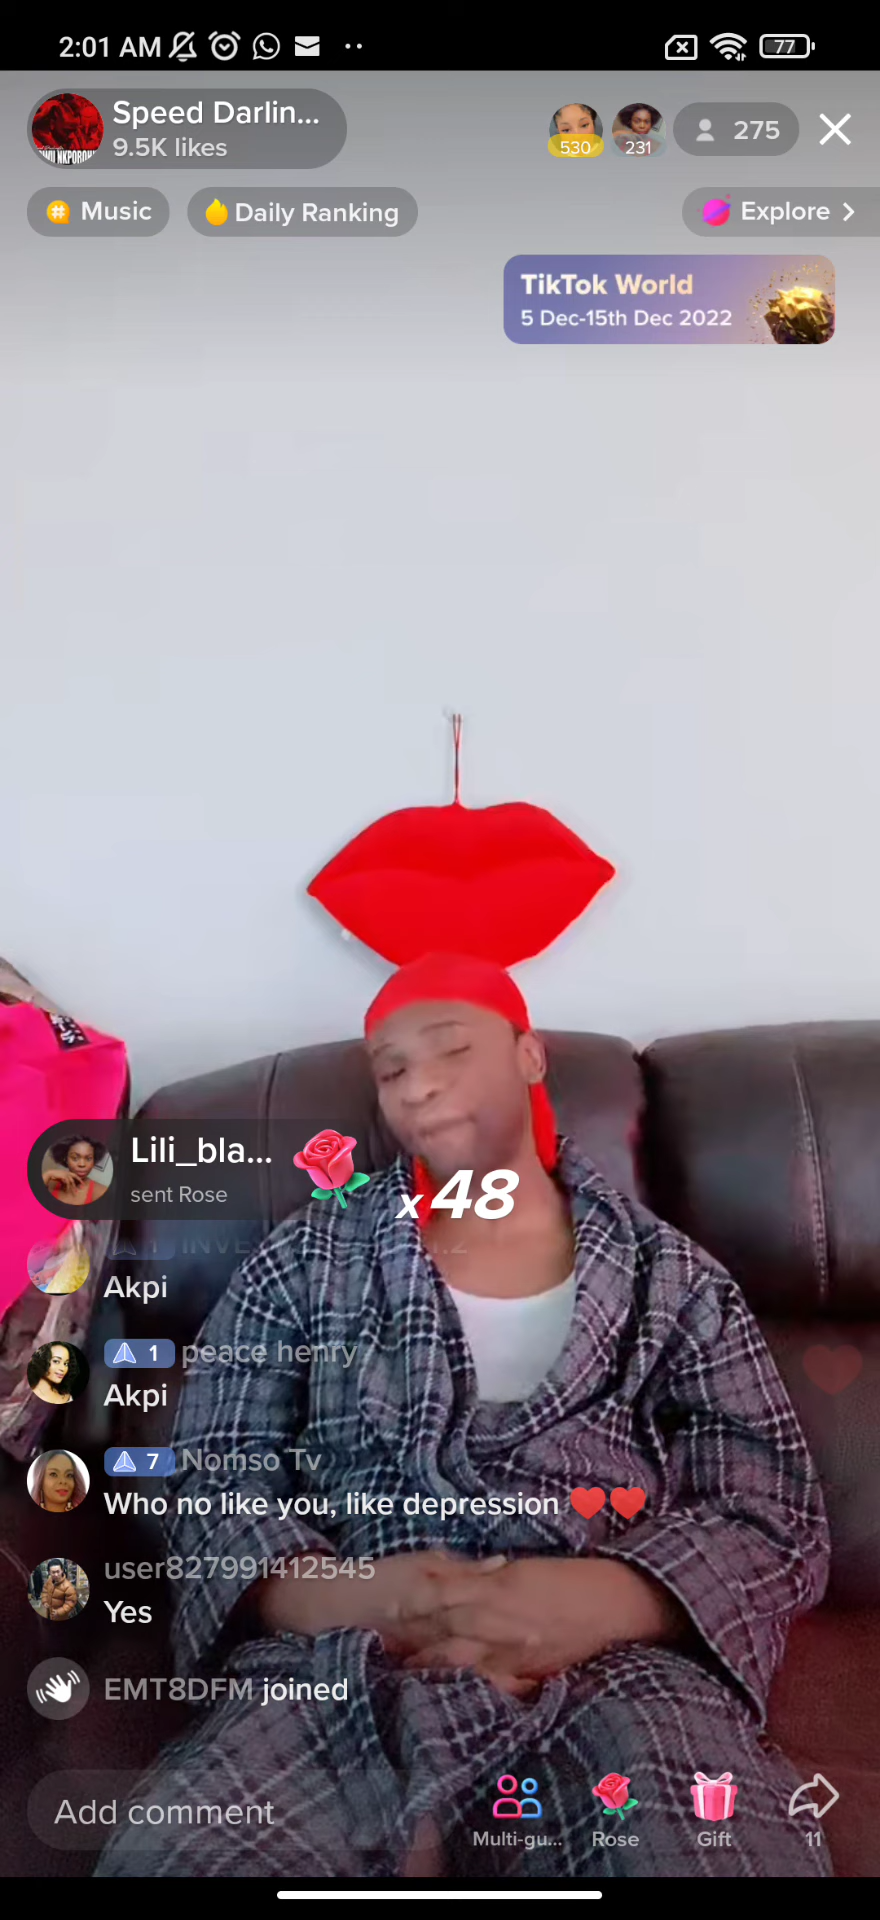 2:01 AM
77
Speed Darlin...
9.5K likes
530
231
275
Music
Daily Ranking
Explore
TikTok World
5 Dec-15th Dec 2022
Lili_bla...
sent Rose
x48
Akpi
1 peace henry
Akpi
7 Nomso Tv
Who no like you, like depression
user827991412545
Yes
EMT8DFM joined
Add comment
Multi-gu...
Rose
Gift
11